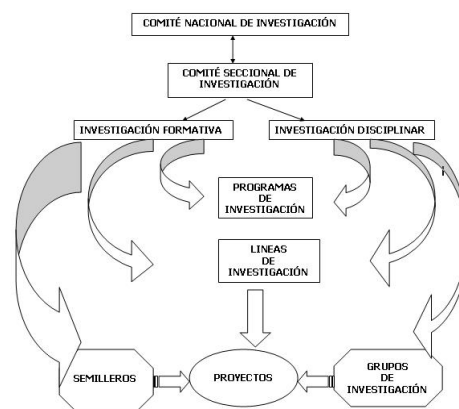 COMITÉ NACIONAL DE INVESTIGACIÓN
COMITÉ SECCIONAL DE
INVESTIGACIÓN
INVESTIGACIÓN FORMATIVA
INVESTIGACIÓN DISCIPLINAR
PROGRAMAS
DE
INVESTIGACIÓN
LINEAS
DE
INVESTIGACIÓN
SEMILLEROS
PROYECTOS
GRUPOS
DE
INVESTIGACIÓN